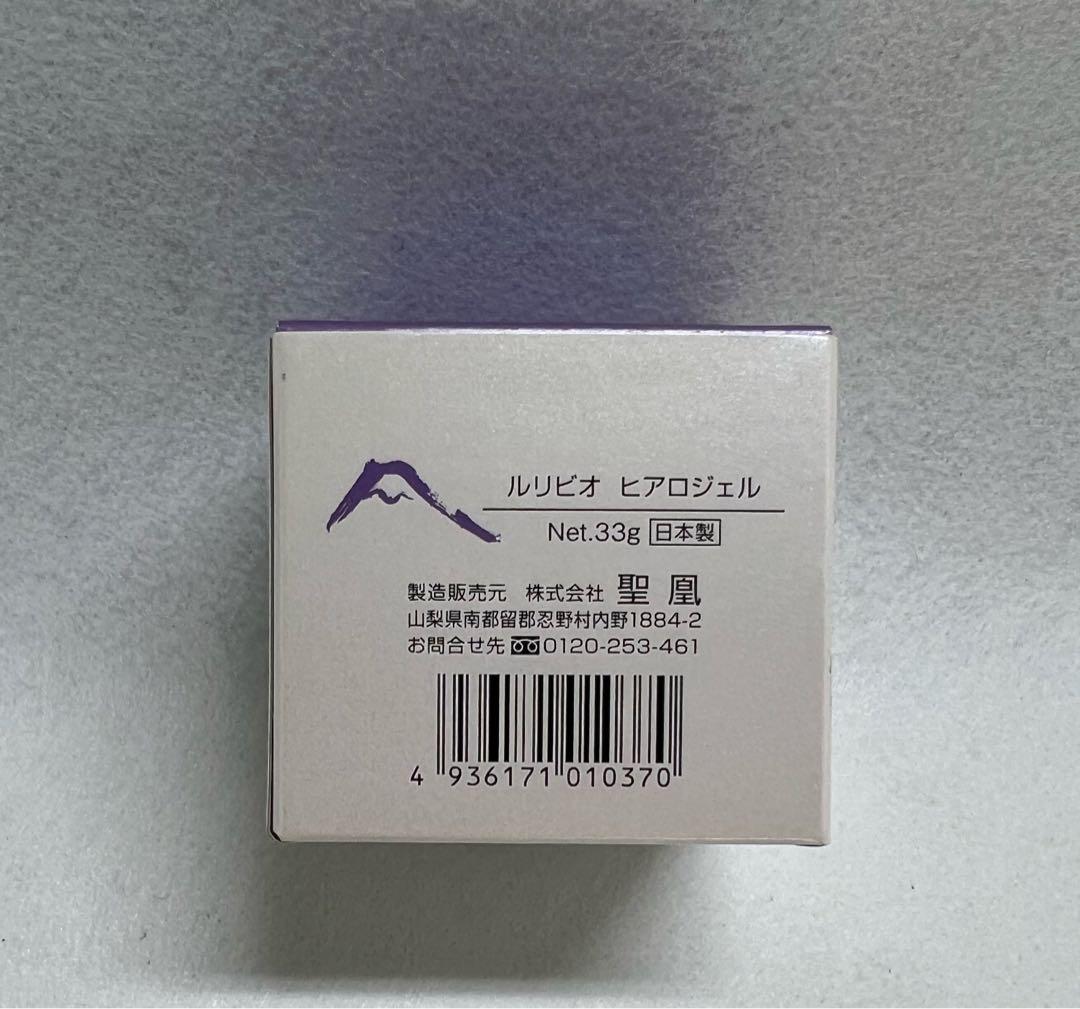 ルリビオ ヒアロジェル
Net.33g 日本製
製造販売元 株式会社 聖凰
山梨県南都留郡忍野村内野1884-2
お問合せ先 0120-253-461
4 936171 010370